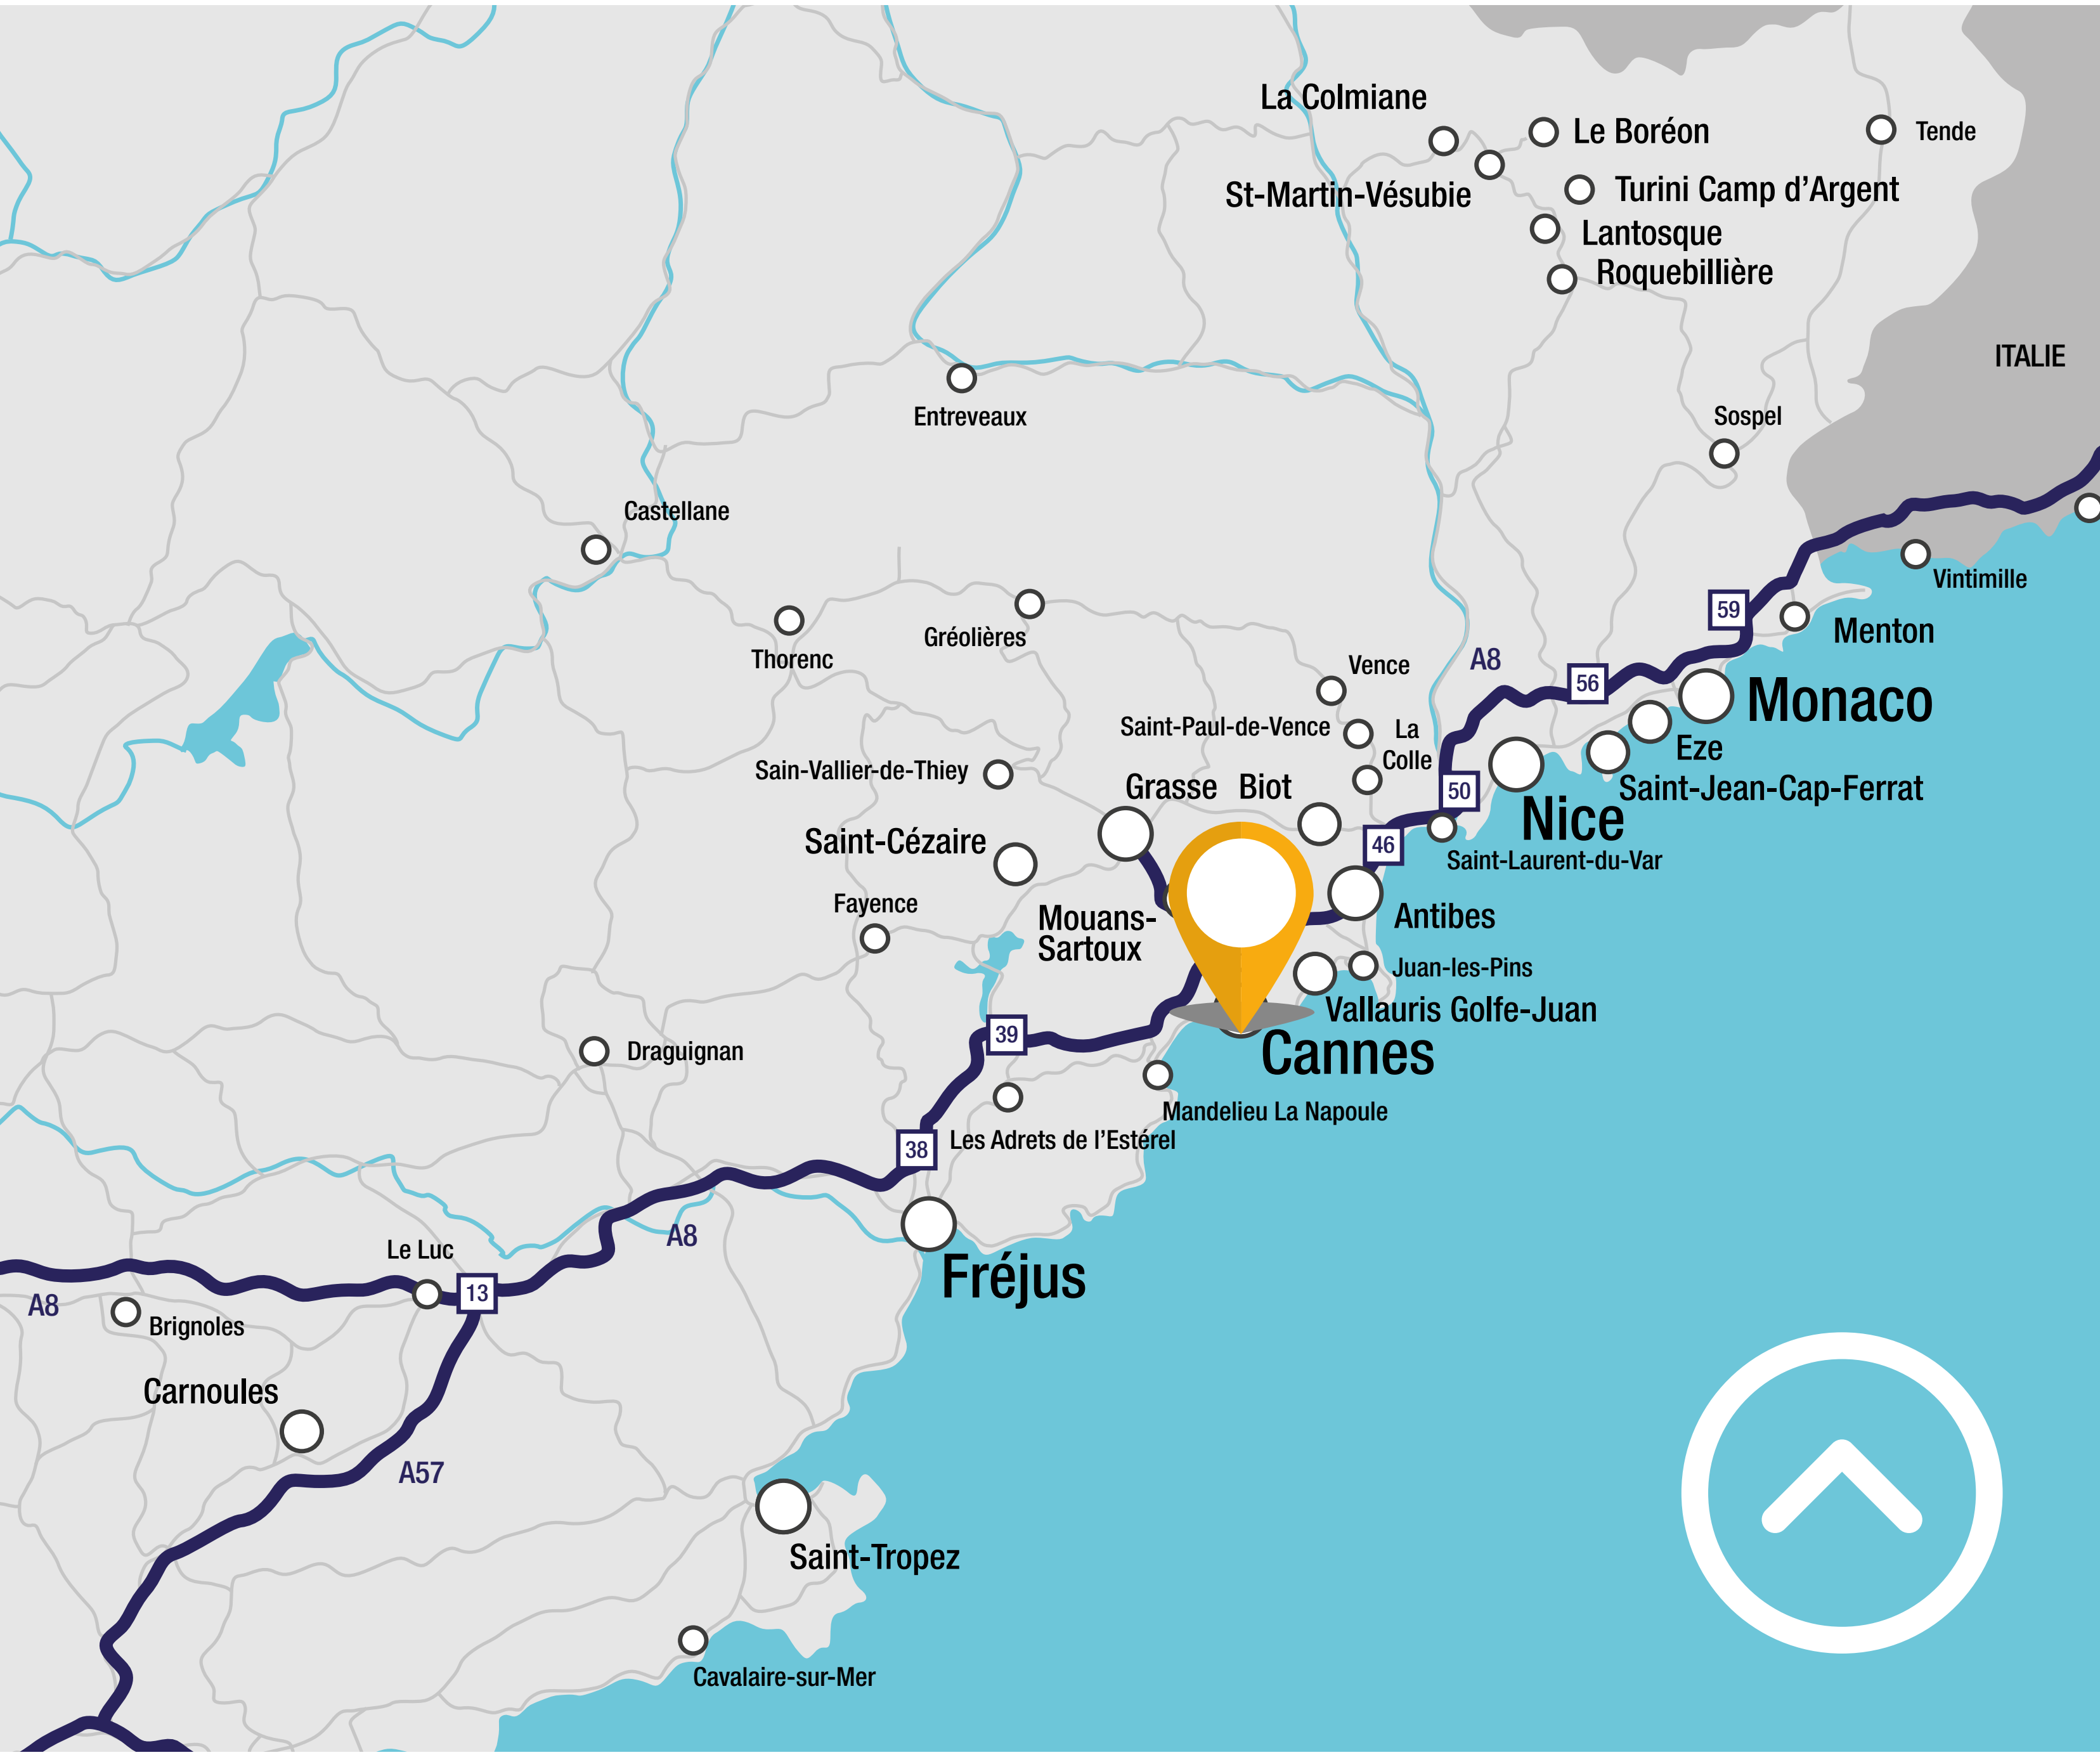 La Colmiane
Le Boréon
Tende
St-Martin-Vésubie
Turini Camp d’Argent
Lantosque
Roquebillière
ITALIE
Entreveaux
Sospel
Castellane
Vintimille
59
Menton
Gréolières
Thorenc
Vence
A8
56
Monaco
Saint-Paul-de-Vence
La
Colle
Eze
Sain-Vallier-de-Thiey
Grasse
Biot
50
Saint-Jean-Cap-Ferrat
Nice
Saint-Cézaire
46
Saint-Laurent-du-Var
Fayence
Mouans-
Sartoux
Antibes
Juan-les-Pins
Vallauris Golfe-Juan
39
Draguignan
Cannes
Mandelieu La Napoule
38
Les Adrets de l’Estérel
A8
Le Luc
Fréjus
13
A8
Brignoles
Carnoules
A57
Saint-Tropez
Cavalaire-sur-Mer